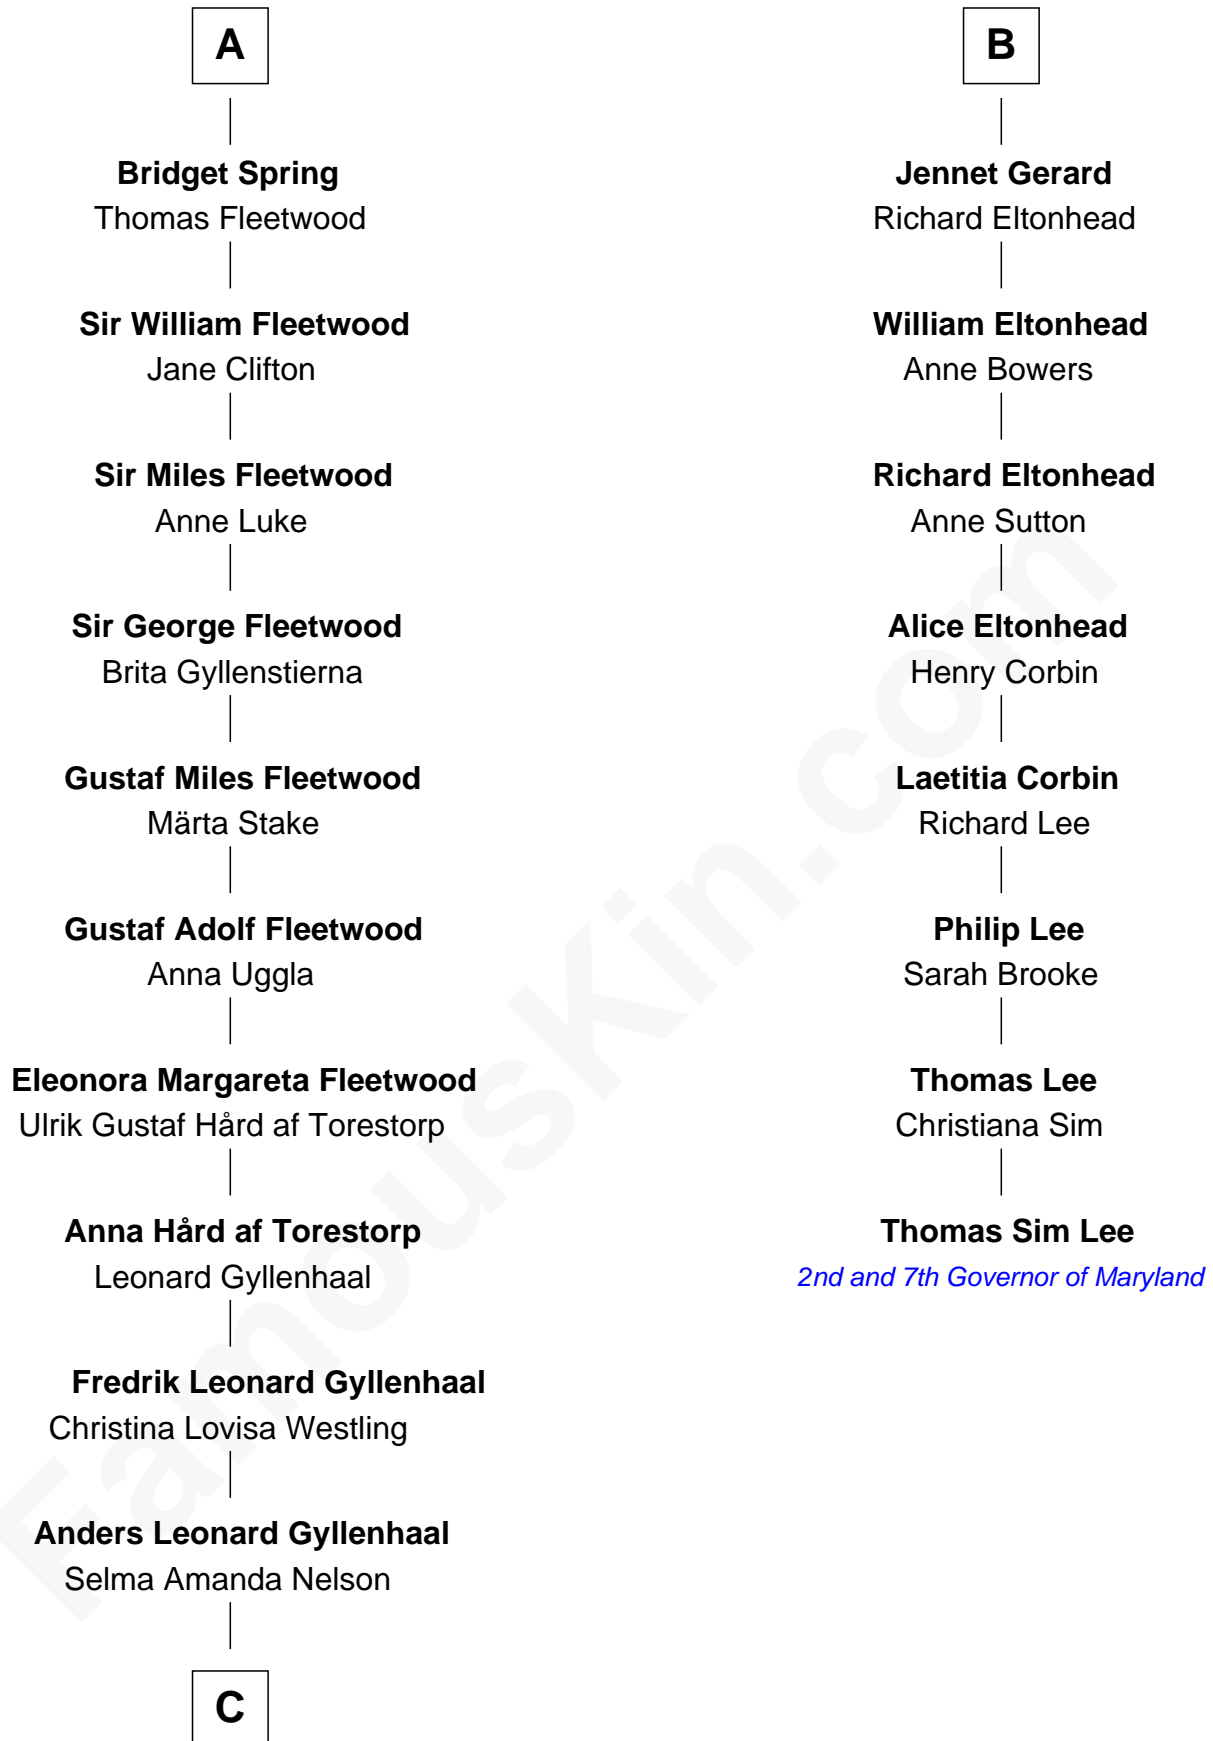 A
Bridget Spring
Thomas Fleetwood
Sir William Fleetwood
Jane Clifton
Sir Miles Fleetwood
Anne Luke
Sir George Fleetwood
Brita Gyllenstierna
Gustaf Miles Fleetwood
Märta Stake
Gustaf Adolf Fleetwood
Anna Uggla
Eleonora Margareta Fleetwood
Ulrik Gustaf Hård af Torestorp
Anna Hård af Torestorp
Leonard Gyllenhaal
Fredrik Leonard Gyllenhaal
Christina Lovisa Westling
Anders Leonard Gyllenhaal
Selma Amanda Nelson
C
B
Jennet Gerard
Richard Eltonhead
William Eltonhead
Anne Bowers
Richard Eltonhead
Anne Sutton
Alice Eltonhead
Henry Corbin
Laetitia Corbin
Richard Lee
Philip Lee
Sarah Brooke
Thomas Lee
Christiana Sim
Thomas Sim Lee
2nd and 7th Governor of Maryland
FamousKin.com